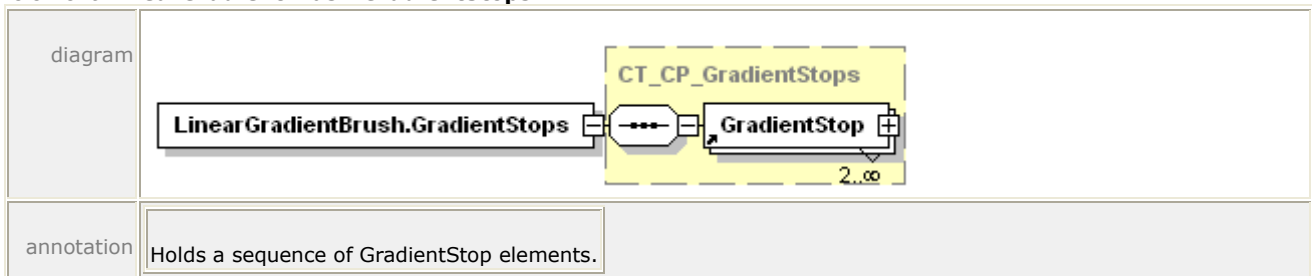 diagram
CT_CP_GradientStops
LinearGradientBrush.GradientStops
GradientStop
2..∞
annotation
Holds a sequence of GradientStop elements.